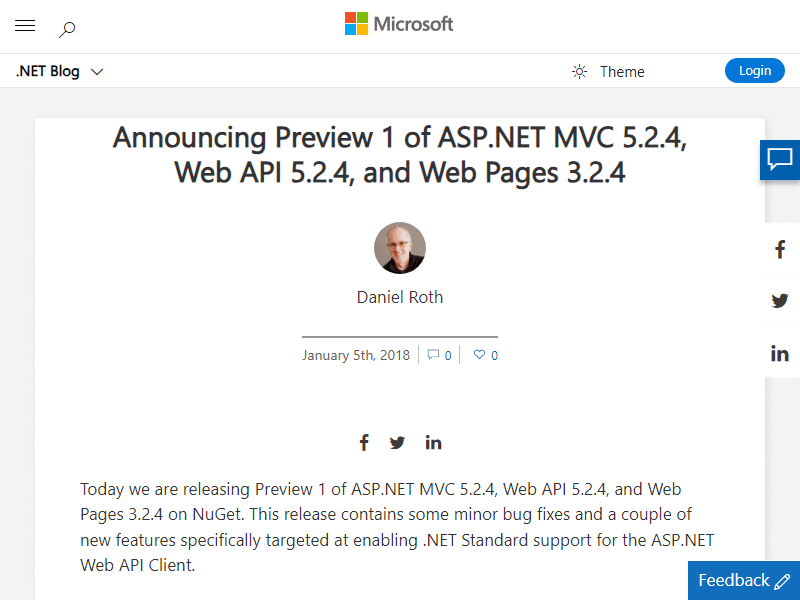 Microsoft
.NET Blog
Theme
Login
Announcing Preview 1 of ASP.NET MVC 5.2.4,
Web API 5.2.4, and Web Pages 3.2.4
Daniel Roth
January 5th, 2018
0
0
Today we are releasing Preview 1 of ASP.NET MVC 5.2.4, Web API 5.2.4, and Web
Pages 3.2.4 on NuGet. This release contains some minor bug fixes and a couple of
new features specifically targeted at enabling .NET Standard support for the ASP.NET
Web API Client.
Feedback